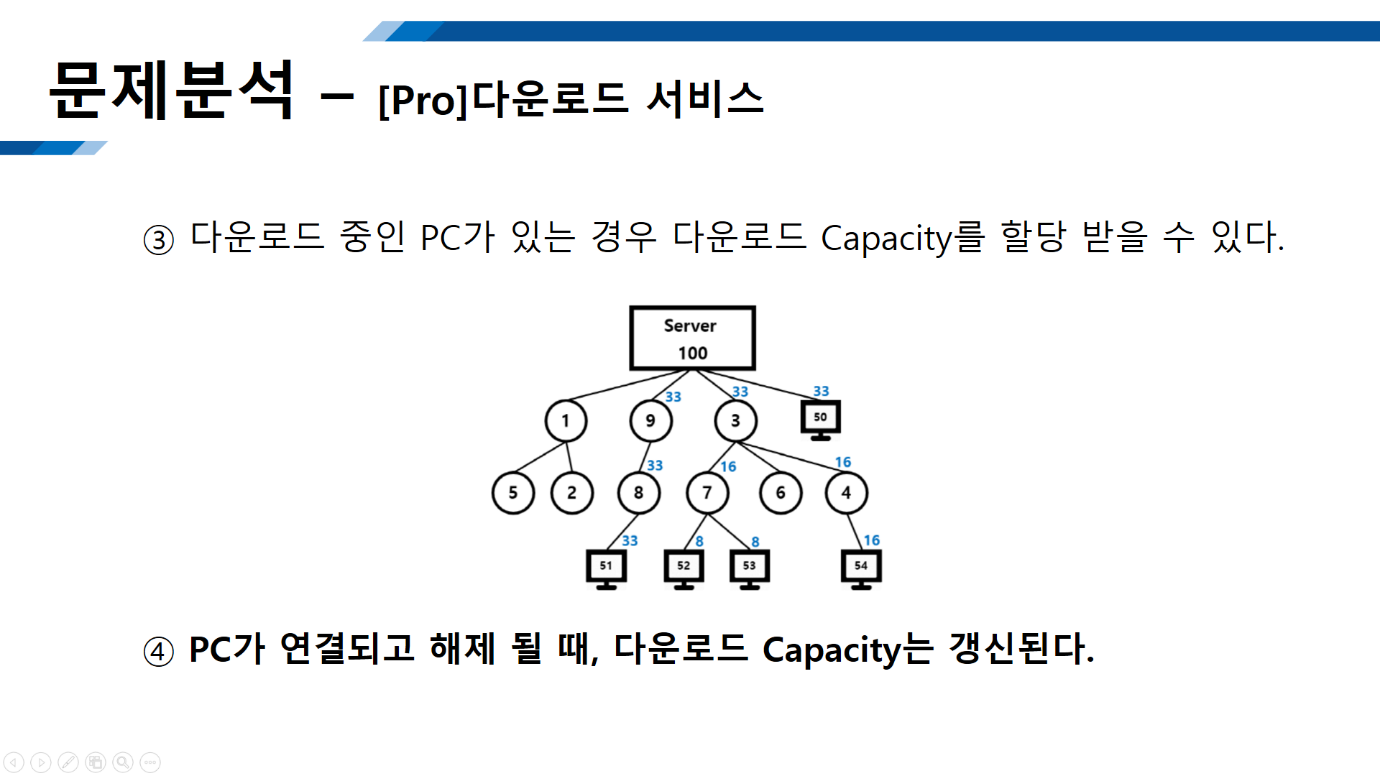 문제분석 – [Pro]다운로드 서비스
③ 다운로드 중인 PC가 있는 경우 다운로드 Capacity를 할당 받을 수 있다.
Server
100
33 33 33
1 9 3 50
33 16 16
5 2 8 7 6 4
33 8 8 16
51 52 53 54
④ PC가 연결되고 해제 될 때, 다운로드 Capacity는 갱신된다.